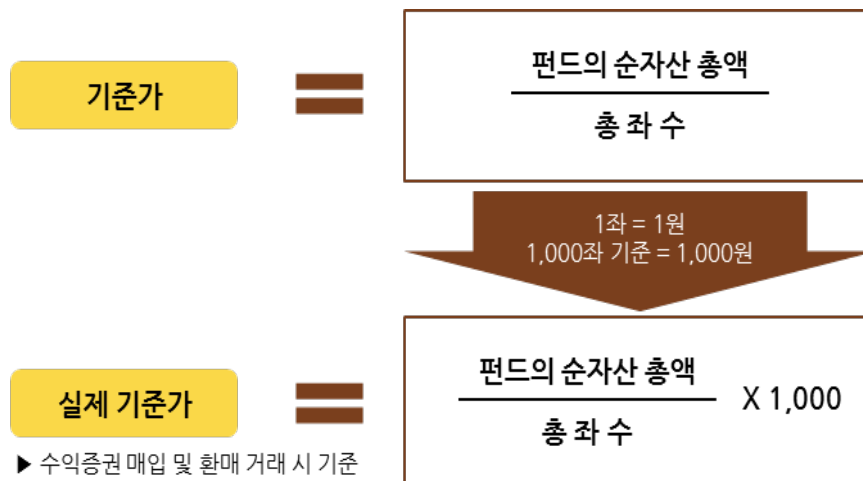 기준가
펀드의 순자산 총액
총 좌 수
1좌 = 1원
1,000좌 기준 = 1,000원
실제 기준가
펀드의 순자산 총액
총 좌 수
X 1,000
▶ 수익증권 매입 및 환매 거래 시 기준